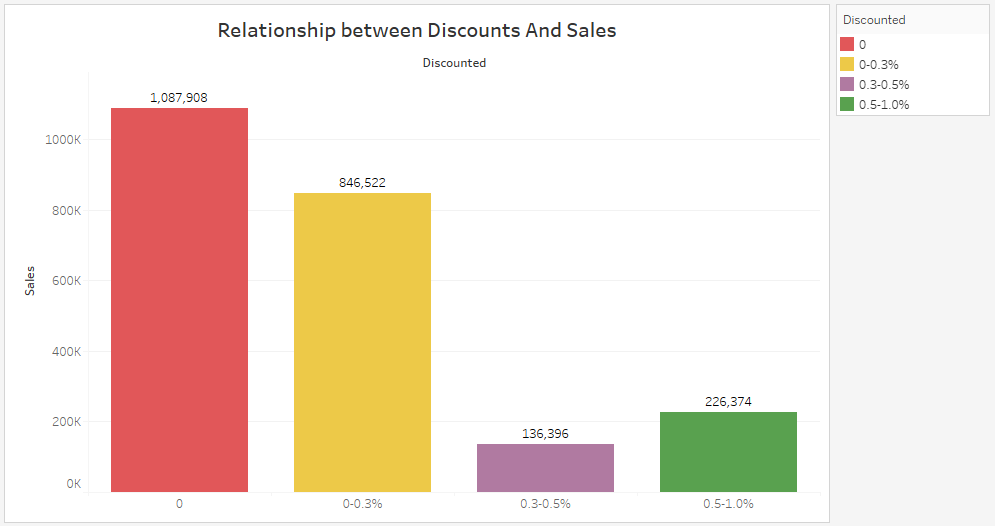 Relationship between Discounts And Sales
Discounted
1,087,908
846,522
136,396
226,374
1000K
800K
600K
400K
200K
0K
Sales
0
0-0.3%
0.3-0.5%
0.5-1.0%
Discounted
0
0-0.3%
0.3-0.5%
0.5-1.0%